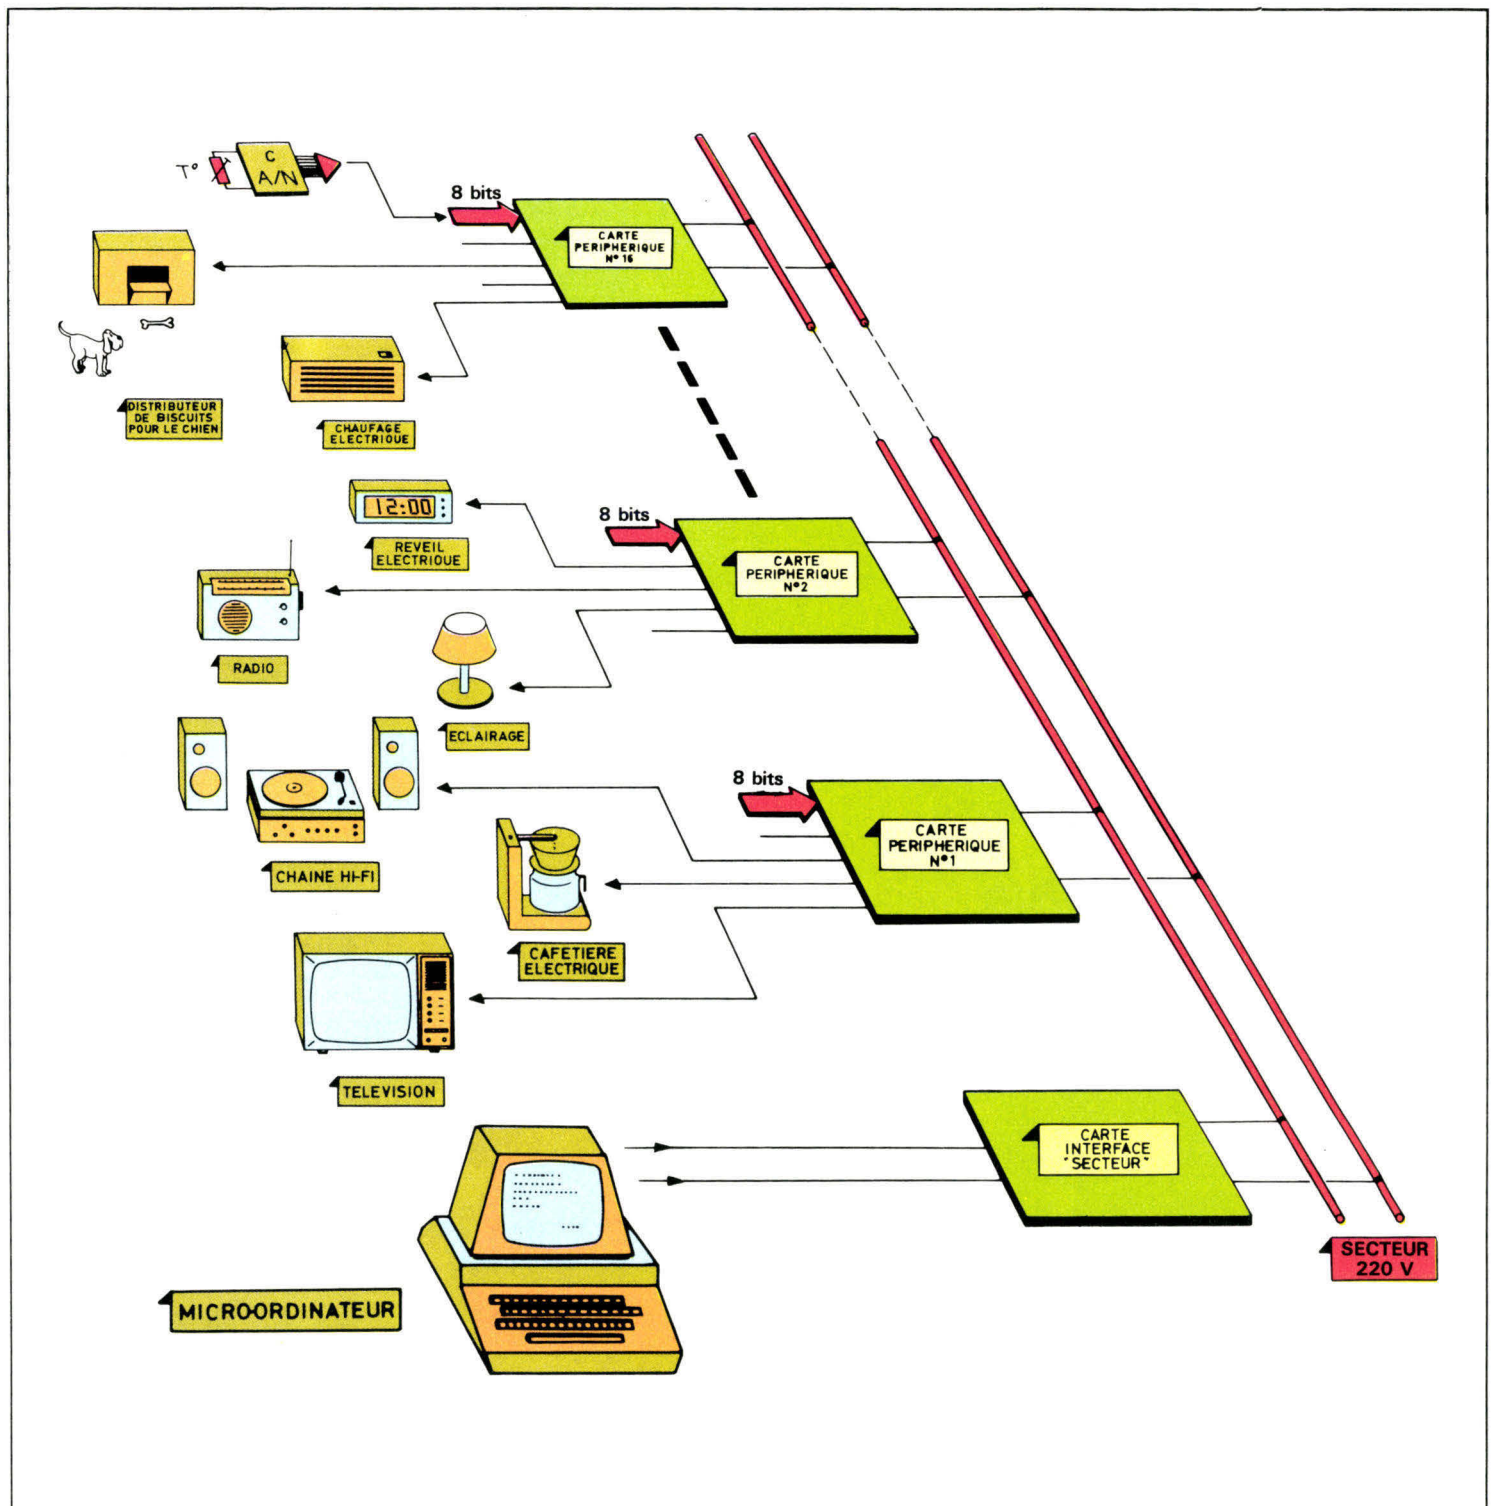 T°
C
A/N
8 bits
CARTE
PERIPHERIQUE
N° 16
DISTRIBUTEUR
DE BISCUITS
POUR LE CHIEN
CHAUFAGE
ELECTRIQUE
12:00
REVEIL
ELECTRIQUE
8 bits
CARTE
PERIPHERIQUE
N°2
RADIO
ECLAIRAGE
8 bits
CARTE
PERIPHERIQUE
N°1
CHAINE HI-FI
CAFETIERE
ELECTRIQUE
TELEVISION
CARTE
INTERFACE
"SECTEUR"
SECTEUR
220 V
MICRO-ORDINATEUR